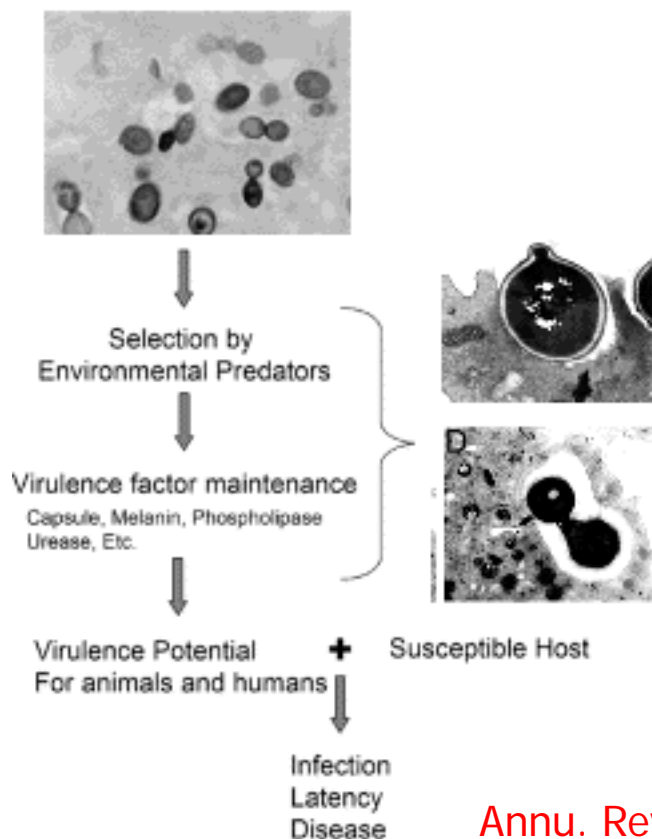 Selection by
Environmental Predators
D
Virulence factor maintenance
Capsule, Melanin, Phospholipase
Urease, Etc.
Virulence Potential + Susceptible Host
For animals and humans
Infection
Latency
Disease
Annu. Rev